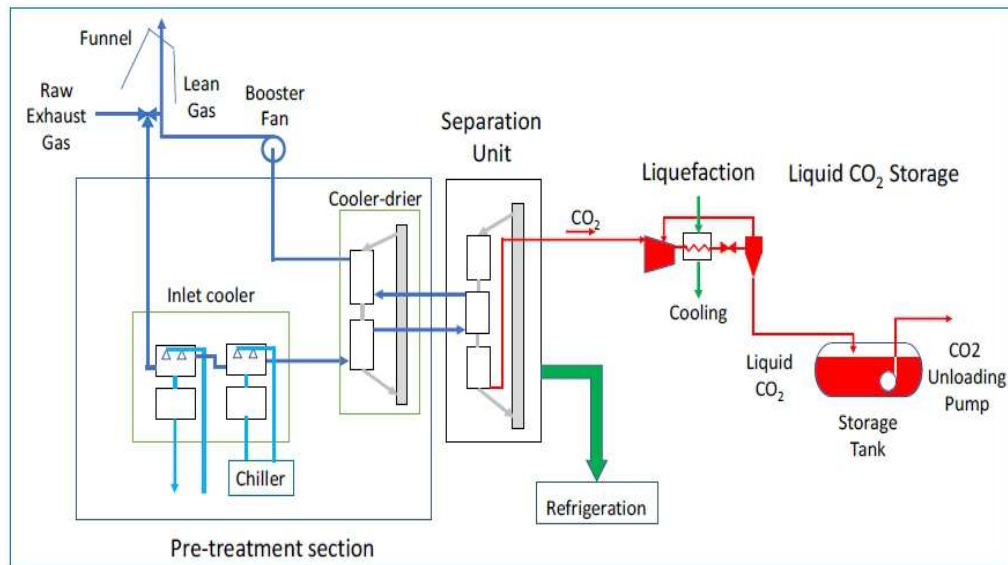 Funnel
Raw
Exhaust
Gas
Lean
Gas
Booster
Fan
Separation
Unit
Liquefaction
Liquid CO₂ Storage
Cooler-drier
CO₂
Inlet cooler
Cooling
Liquid
CO₂
CO2
Unloading
Pump
Storage
Tank
Chiller
Refrigeration
Pre-treatment section